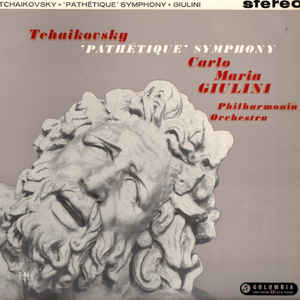 TCHAIKOVSKY • 'PATHÉTIQUE' SYMPHONY • GIULINI stereo
Tchaikovsky
'PATHÉTIQUE' SYMPHONY
Carlo
Maria
GIULINI
Philharmonia
Orchestra
COLUMBIA